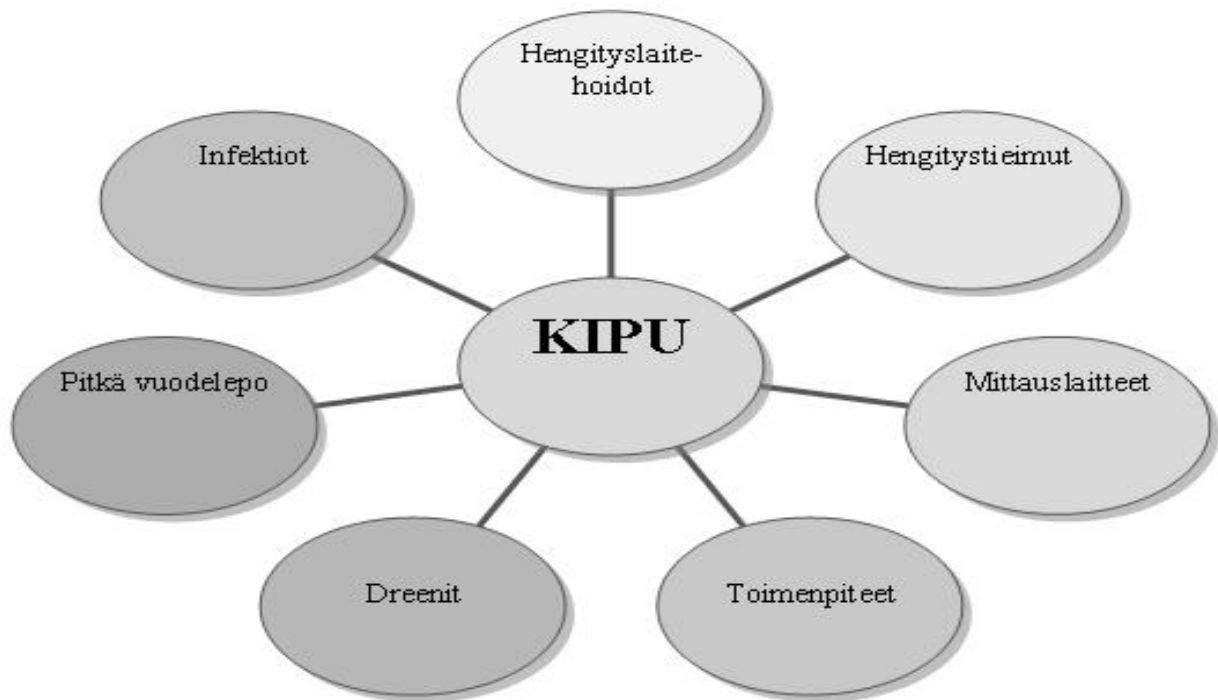 Hengityslaite-
hoidot
Infektiot
Hengitystieimut
KIPU
Pitkä vuodelepo
Mittauslaitteet
Dreenit
Toimenpiteet